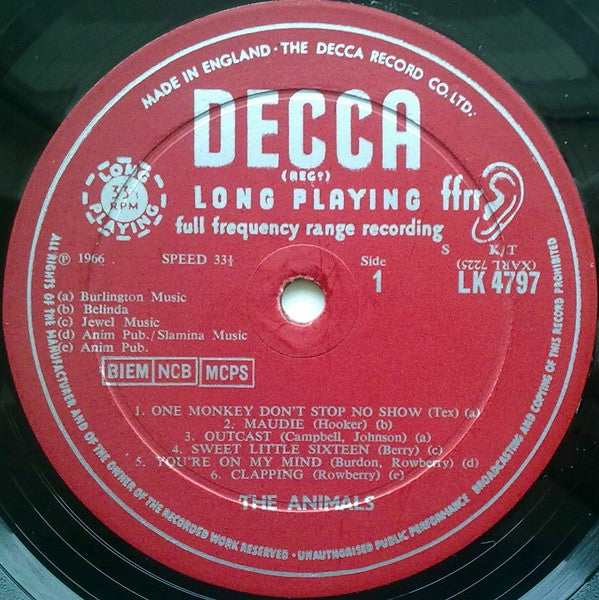 MADE IN ENGLAND · THE DECCA RECORD CO. LTD.
DECCA
(REGD)
LONG PLAYING
ffrr
full frequency range recording
LONG PLAYING
33⅓
RPM
S K/T
℗ 1966
SPEED 33⅓
Side
1
(XARL 7225)
LK 4797
(a) Burlington Music
(b) Belinda
(c) Jewel Music
(d) Anim Pub./Slamina Music
(e) Anim Pub.
BIEM NCB MCPS
1. ONE MONKEY DON'T STOP NO SHOW (Tex) (a)
2. MAUDIE (Hooker) (b)
3. OUTCAST (Campbell, Johnson) (a)
4. SWEET LITTLE SIXTEEN (Berry) (c)
5. YOU'RE ON MY MIND (Burdon, Rowberry) (d)
6. CLAPPING (Rowberry) (e)
THE ANIMALS
ALL RIGHTS OF THE MANUFACTURER AND OF THE OWNER OF THE RECORDED WORK RESERVED · UNAUTHORISED PUBLIC PERFORMANCE BROADCASTING AND COPYING OF THIS RECORD PROHIBITED